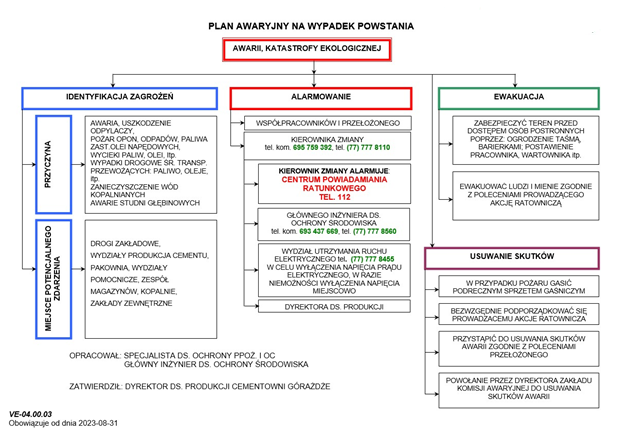 PLAN AWARYJNY NA WYPADEK POWSTANIA
AWARII, KATASTROFY EKOLOGICZNEJ
IDENTYFIKACJA ZAGROŻEŃ
PRZYCZYNA
AWARIA, USZKODZENIE
ODPYLACZY,
POŻAR OPON, ODPADÓW, PALIWA
ZAST.OLEI NAPĘDOWYCH,
WYCIEKI PALIW, OLEI, itp.
WYPADKI DROGOWE SR. TRANSP.
PRZEWOŻĄCYCH: PALIWO, OLEJE,
itp.
ZANIECZYSZCZENIE WÓD
KOPALNIANYCH
AWARIE STUDNI GŁĘBINOWYCH
MIEJSCE POTENCJALNEGO
ZDARZENIA
DROGI ZAKŁADOWE,
WYDZIAŁY PRODUKCJA CEMENTU,
PAKOWNIA, WYDZIAŁY
POMOCNICZE, ZESPÓŁ
MAGAZYNÓW, KOPALNIE,
ZAKŁADY ZEWNĘTRZNE
ALARMOWANIE
WSPÓŁPRACOWNIKÓW I PRZEŁOŻONEGO
KIEROWNIKA ZMIANY
tel. kom. 695 759 392, tel. (77) 777 8110
KIEROWNIK ZMIANY ALARMUJE
CENTRUM POWIADAMIANIA
RATUNKOWEGO
TEL. 112
GŁÓWNEGO INŻYNIERA DS.
OCHRONY ŚRODOWISKA
tel. kom. 693 437 669, tel. (77) 777 8560
WYDZIAŁ UTRZYMANIA RUCHU
ELEKTRYCZNEGO tel. (77) 777 8455
W CELU WYŁĄCZENIA NAPIĘCIA PRĄDU
ELEKTRYCZNEGO, W RAZIE
NIEMOŻNOŚCI WYŁĄCZENIA NAPIĘCIA
MIEJSCOWO
DYREKTORA DS. PRODUKCJI
EWAKUACJA
ZABEZPIECZYĆ TEREN PRZED
DOSTĘPEM OSÓB POSTRONNYCH
POPRZEZ: OGRODZENIE TAŚMĄ,
BARIERKAMI; POSTAWIENIE
PRACOWNIKA, WARTOWNIKA itp.
EWAKUOWAĆ LUDZI I MIENIE ZGODNIE
Z POLECENIAMI PROWADZĄCEGO
AKCJĘ RATOWNICZĄ
USUWANIE SKUTKÓW
W PRZYPADKU POŻARU GASIĆ
PODRĘCZNYM SPRZĘTEM GAŚNICZYM
BEZWZGLĘDNIE PODPORZĄDKOWAĆ SIĘ
PROWADZĄCEMU AKCJE RATOWNICZA
PRZYSTĄPIĆ DO USUWANIA SKUTKÓW
AWARII ZGODNIE Z POLECENIAMI
PRZEŁOŻONEGO
POWOŁANIE PRZEZ DYREKTORA ZAKŁADU
KOMISJI AWARYJNEJ DO USUWANIA
SKUTKÓW AWARII
OPRACOWAŁ: SPECJALISTA DS. OCHRONY PPOŻ. I OC
GŁÓWNY INŻYNIER DS. OCHRONY ŚRODOWISKA
ZATWIERDZIŁ: DYREKTOR DS. PRODUKCJI CEMENTOWNI GÓRAŻDŻE
VE-04.00.03
Obowiązuje od dnia 2023-08-31